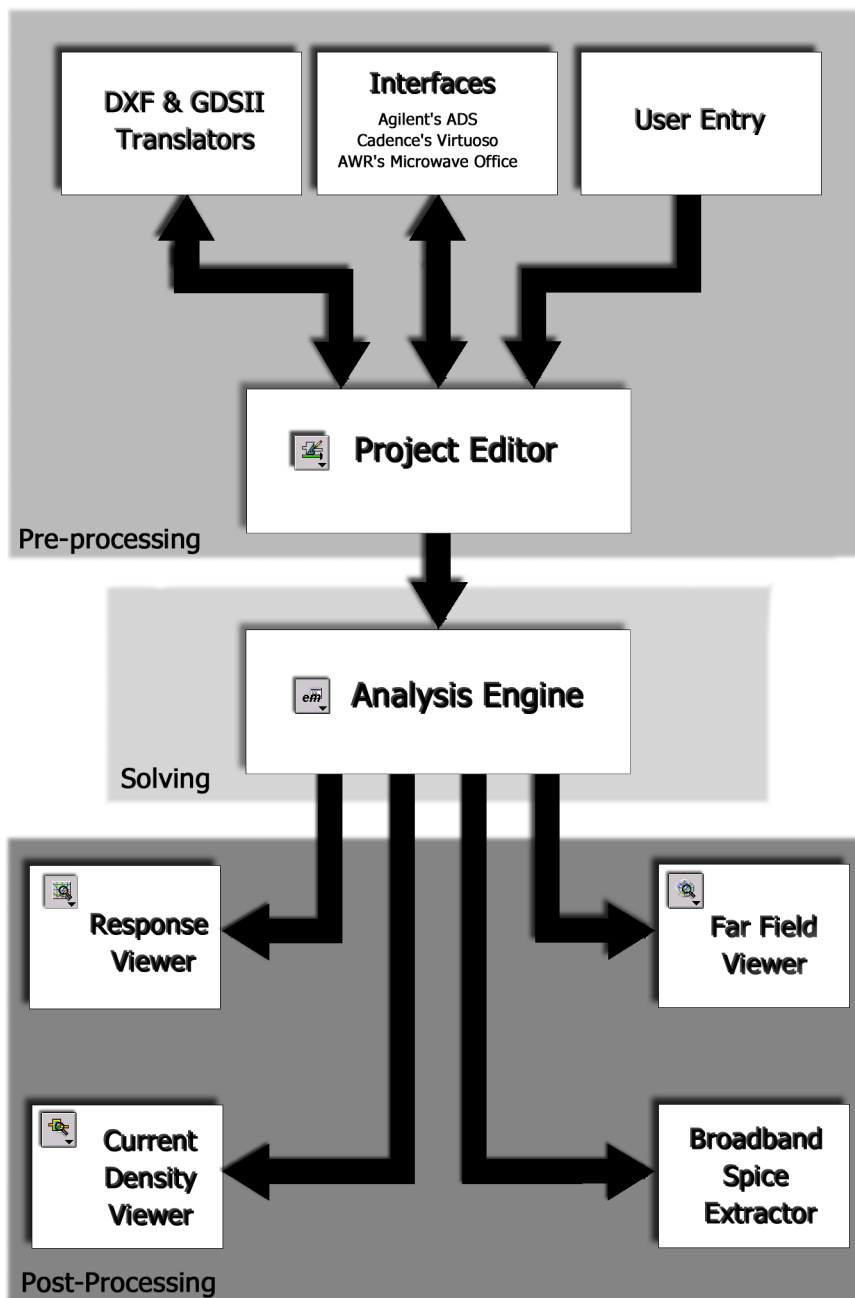 DXF & GDSII
Translators
Interfaces
Agilent's ADS
Cadence's Virtuoso
AWR's Microwave Office
User Entry
Project Editor
Pre-processing
em
Analysis Engine
Solving
Response
Viewer
Far Field
Viewer
Current
Density
Viewer
Broadband
Spice
Extractor
Post-Processing